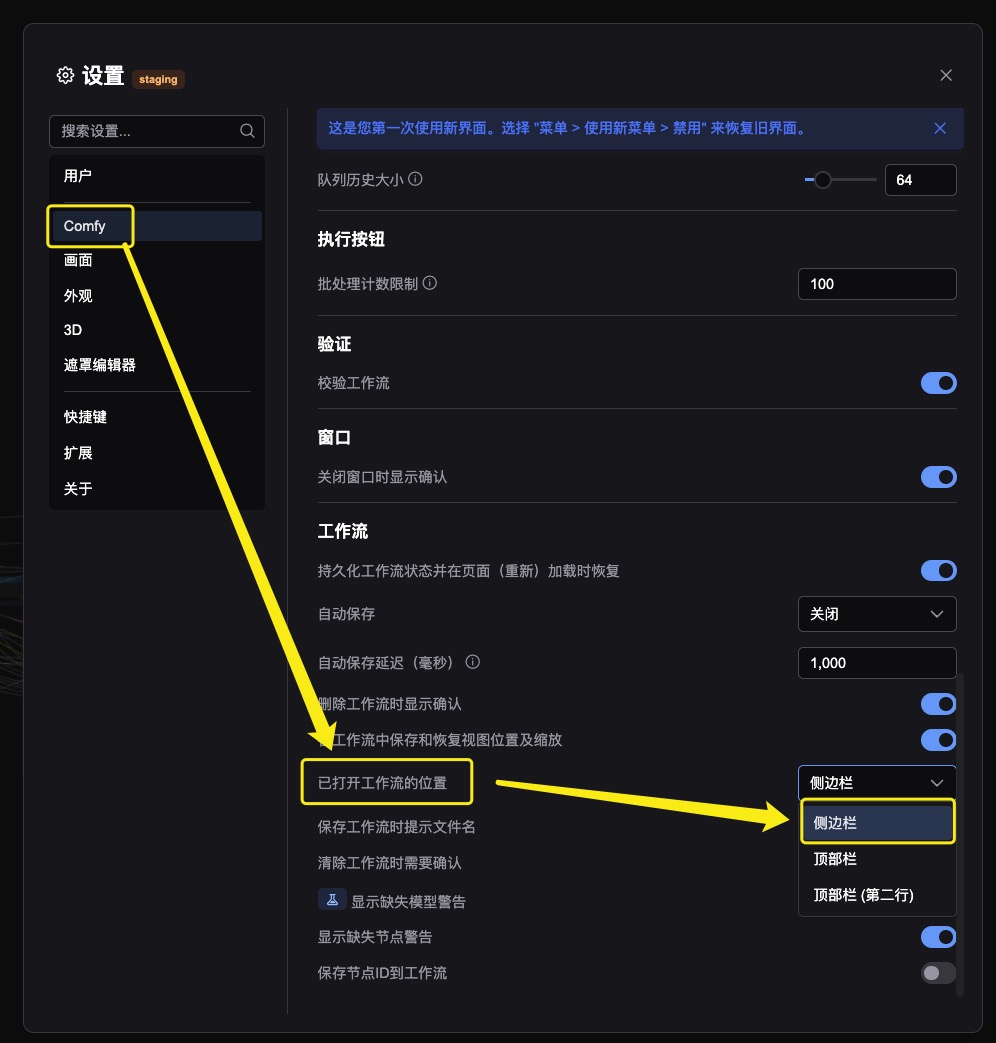 设置 staging
搜索设置...
用户
Comfy
画面
外观
3D
遮罩编辑器
快捷键
扩展
关于
这是您第一次使用新界面。选择 "菜单 > 使用新菜单 > 禁用" 来恢复旧界面。
队列历史大小 64
执行按钮
批处理计数限制 100
验证
校验工作流
窗口
关闭窗口时显示确认
工作流
持久化工作流状态并在页面（重新）加载时恢复
自动保存 关闭
自动保存延迟（毫秒） 1,000
删除工作流时显示确认
工作流中保存和恢复视图位置及缩放
已打开工作流的位置 侧边栏
侧边栏
保存工作流时提示文件名
顶部栏
清除工作流时需要确认
顶部栏 (第二行)
显示缺失模型警告
显示缺失节点警告
保存节点ID到工作流